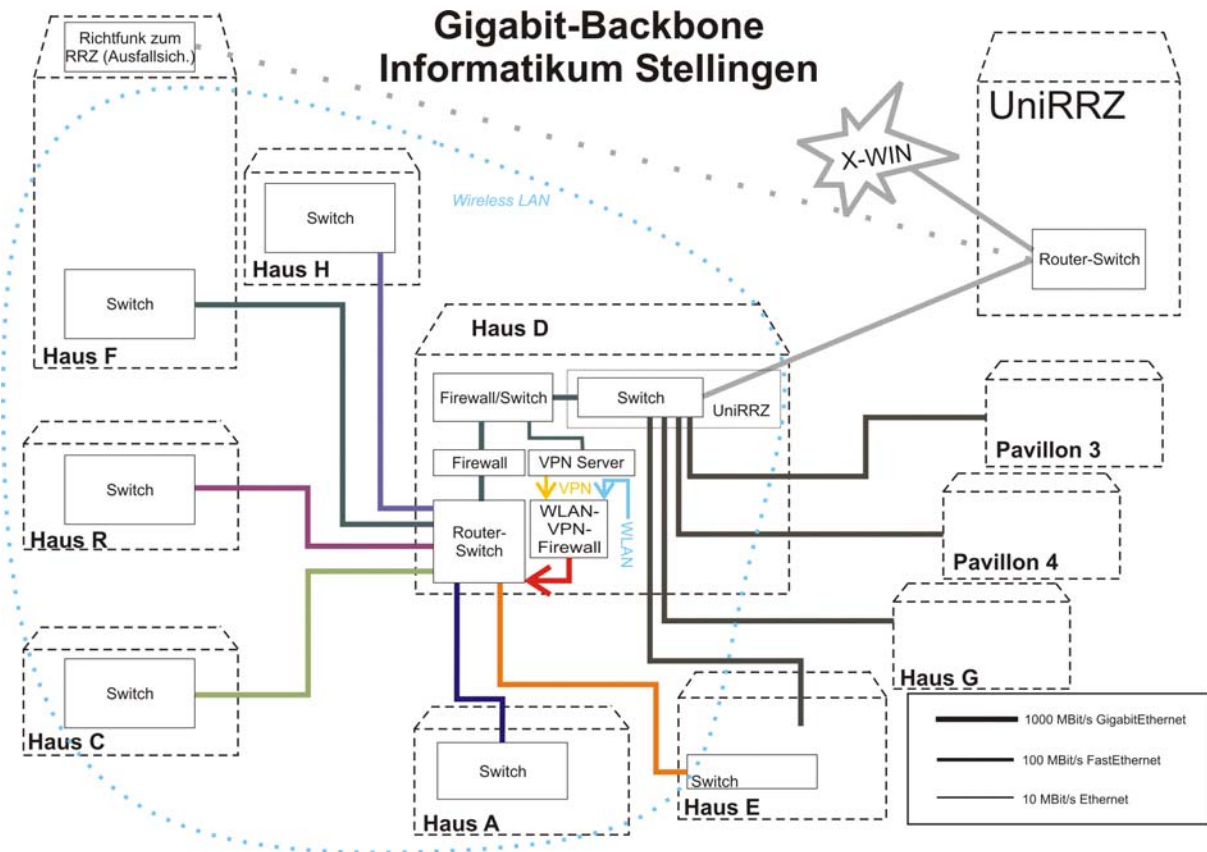 Gigabit-Backbone
Informatikum Stellingen
Richtfunk zum
RRZ (Ausfallsich.)
UniRRZ
X-WIN
Router-Switch
Wireless LAN
Switch
Haus H
Switch
Haus F
Haus D
Firewall/Switch
Switch
UniRRZ
Firewall
VPN Server
VPN
WLAN-
VPN-
Firewall
WLAN
Router-
Switch
Switch
Haus R
Switch
Haus C
Switch
Haus A
Switch
Haus E
Pavillon 3
Pavillon 4
Haus G
1000 MBit/s GigabitEthernet
100 MBit/s FastEthernet
10 MBit/s Ethernet